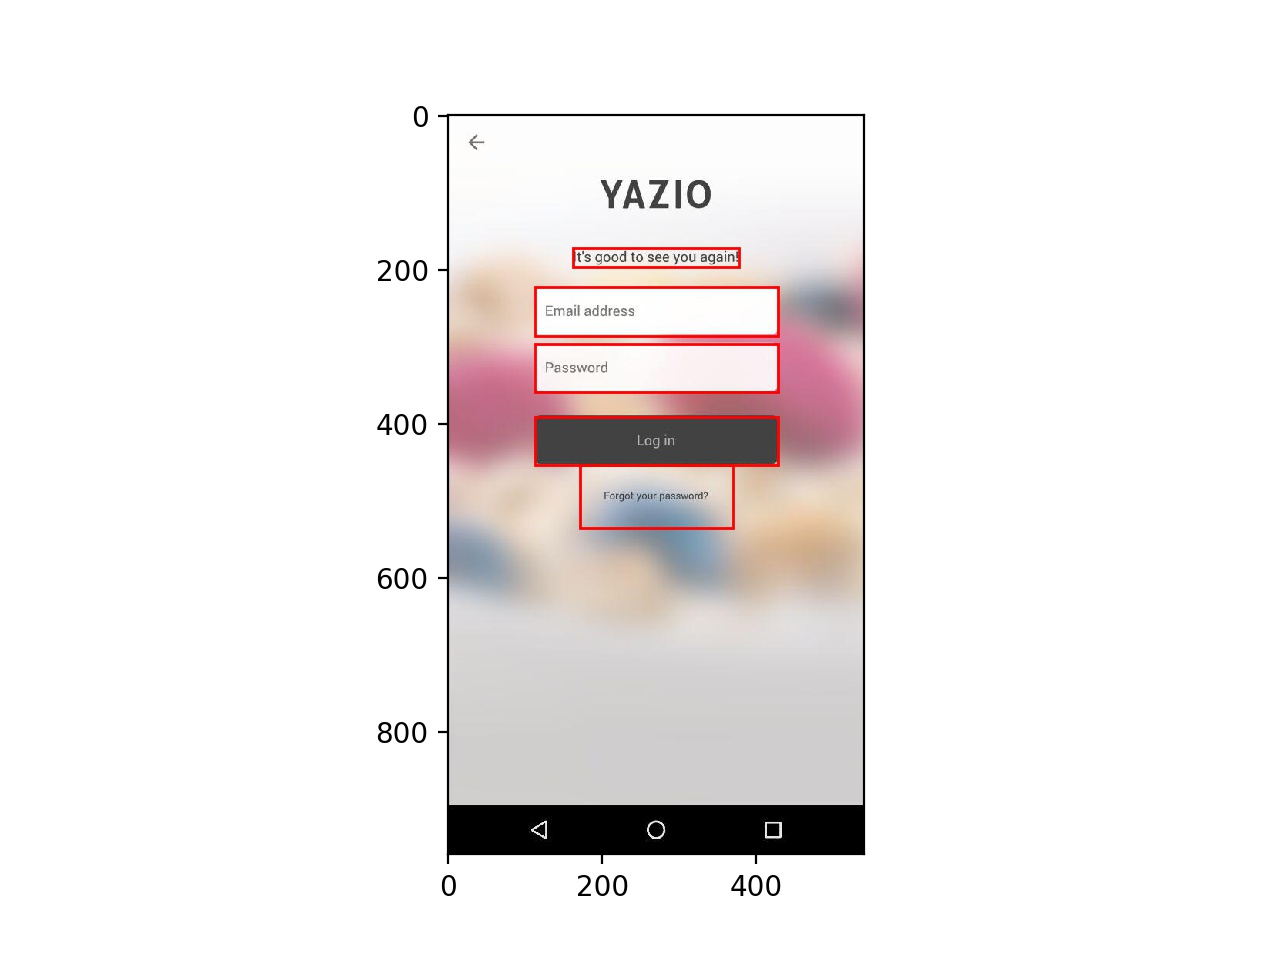 0
YAZIO
It's good to see you again!
200
Email address
Password
400
Log in
Forgot your password?
600
800
0 200 400